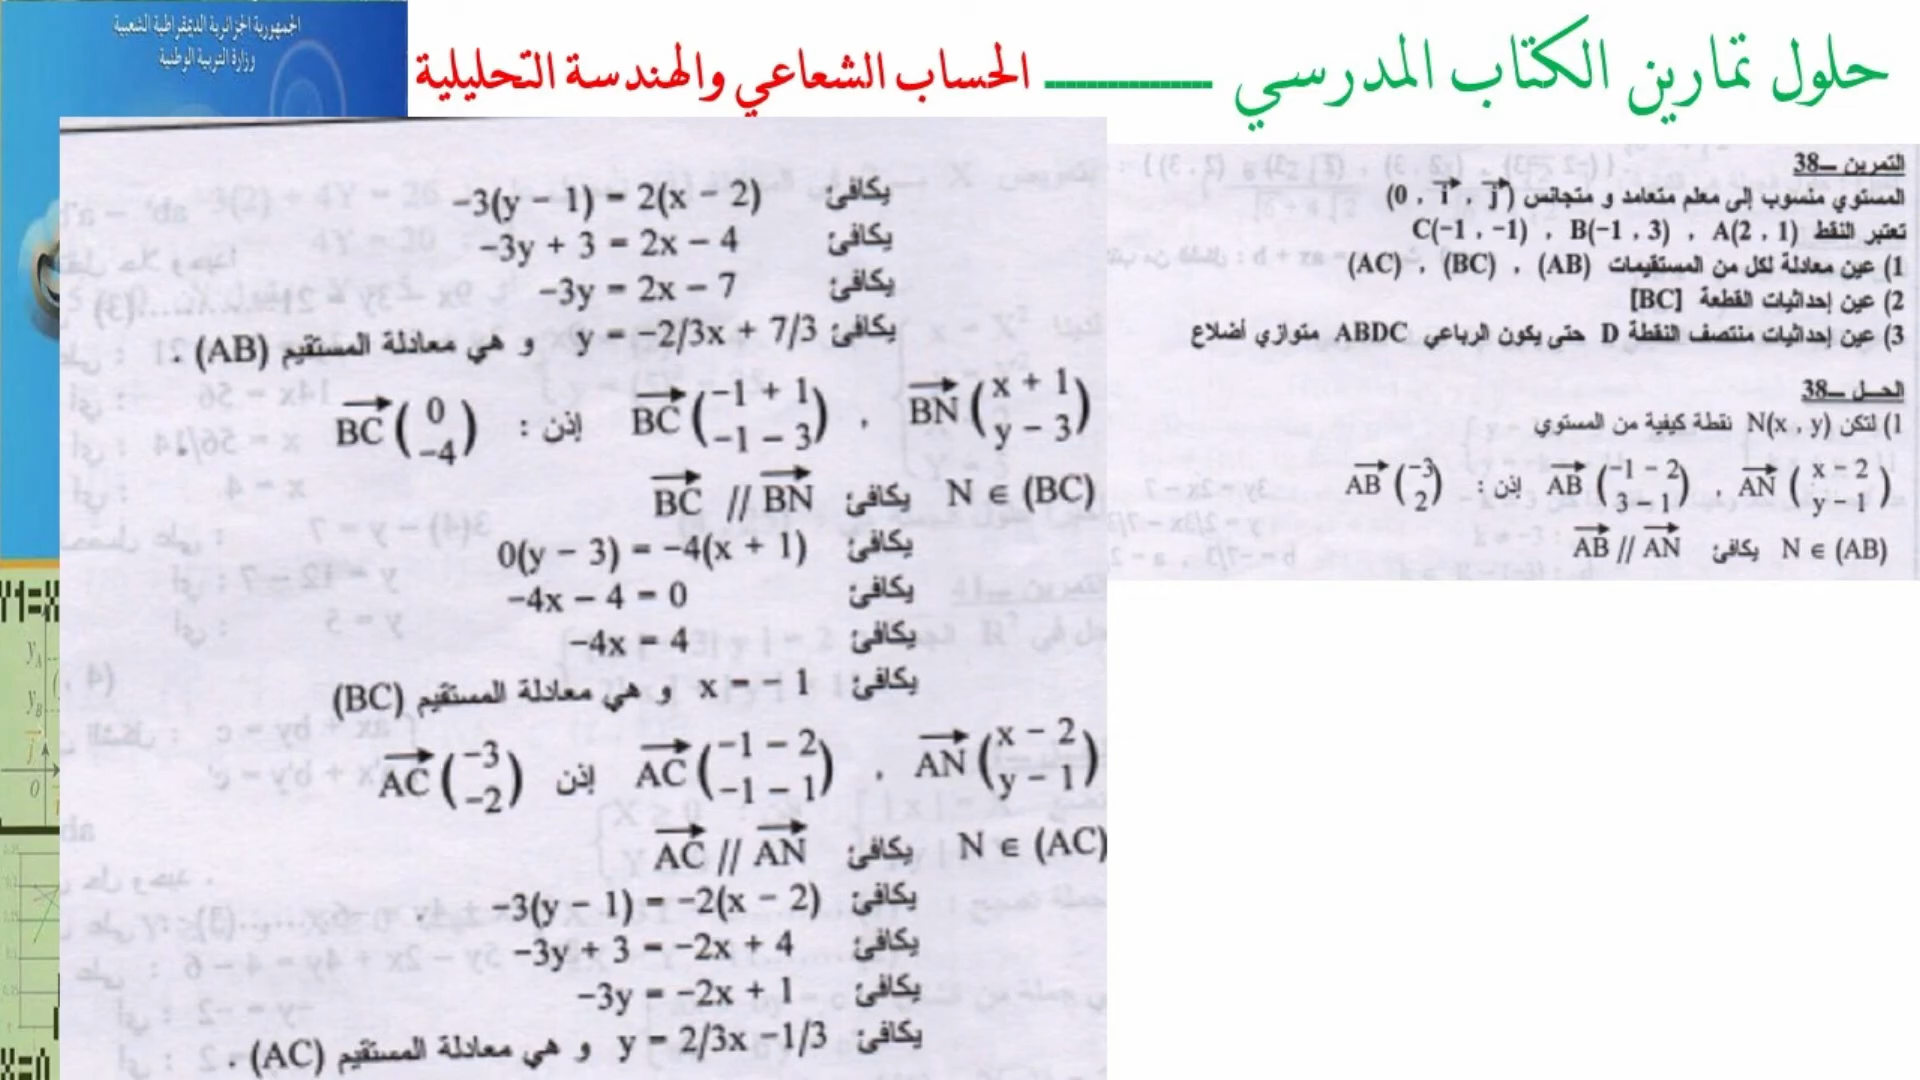 الجمهورية الجزائرية الديمقراطية الشعبية
وزارة التربية الوطنية
حلول تمارين الكتاب المدرسي ــــــــــ الحساب الشعاعي والهندسة التحليلية
التمرين ــ38
المستوي منسوب إلى معلم متعامد و متجانس (0 , i⃗ , j⃗)
تعتبر النقط C(−1 , −1) , B(−1 , 3) , A(2 , 1)
1) عين معادلة لكل من المستقيمات (AB) , (BC) , (AC)
2) عين إحداثيات القطعة [BC]
3) عين إحداثيات منتصف النقطة D حتى يكون الرباعي ABDC متوازي أضلاع
الحـــل ــ38
1) لتكن N(x , y) نقطة كيفية من المستوي
AN⃗ (x − 2 / y − 1) , AB⃗ (−1 − 2 / 3 − 1) إذن : AB⃗ (−3 / 2)
N ∈ (AB) يكافئ AB⃗ // AN⃗
يكافئ −3(y − 1) = 2(x − 2)
يكافئ −3y + 3 = 2x − 4
يكافئ −3y = 2x − 7
يكافئ y = −2/3x + 7/3 و هي معادلة المستقيم (AB) .
BN⃗ (x + 1 / y − 3) , BC⃗ (−1 + 1 / −1 − 3) إذن : BC⃗ (0 / −4)
N ∈ (BC) يكافئ BC⃗ // BN⃗
يكافئ 0(y − 3) = −4(x + 1)
يكافئ −4x − 4 = 0
يكافئ −4x = 4
يكافئ x = − 1 و هي معادلة المستقيم (BC)
AN⃗ (x − 2 / y − 1) , AC⃗ (−1 − 2 / −1 − 1) إذن AC⃗ (−3 / −2)
N ∈ (AC) يكافئ AC⃗ // AN⃗
يكافئ −3(y − 1) = −2(x − 2)
يكافئ −3y + 3 = −2x + 4
يكافئ −3y = −2x + 1
يكافئ y = 2/3x −1/3 و هي معادلة المستقيم (AC) .